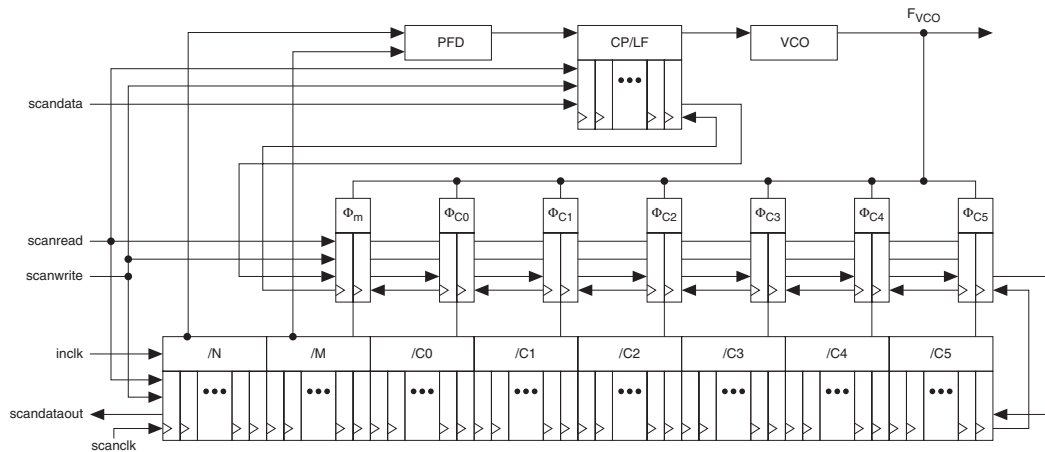 F_VCO
PFD CP/LF VCO
•••
scandata
Φm ΦC0 ΦC1 ΦC2 ΦC3 ΦC4 ΦC5
scanread
scanwrite
inclk /N /M /C0 /C1 /C2 /C3 /C4 /C5
••• ••• ••• ••• ••• ••• ••• •••
scandataout
scanclk